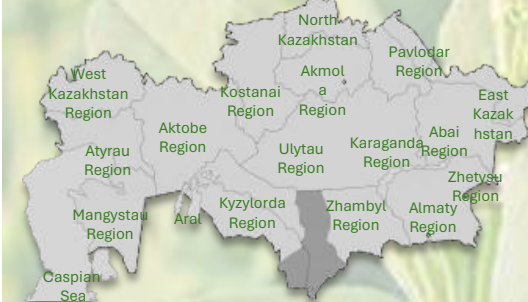 North
Kazakhstan
Pavlodar
Region
West
Kazakhstan
Region
Akmol
a
Region
Kostanai
Region
East
Kazak
hstan
Aktobe
Region
Abai
Region
Karaganda
Region
Ulytau
Region
Atyrau
Region
Zhetysu
Region
Kyzylorda
Region
Zhambyl
Region
Almaty
Region
Aral
Mangystau
Region
Caspian
Sea